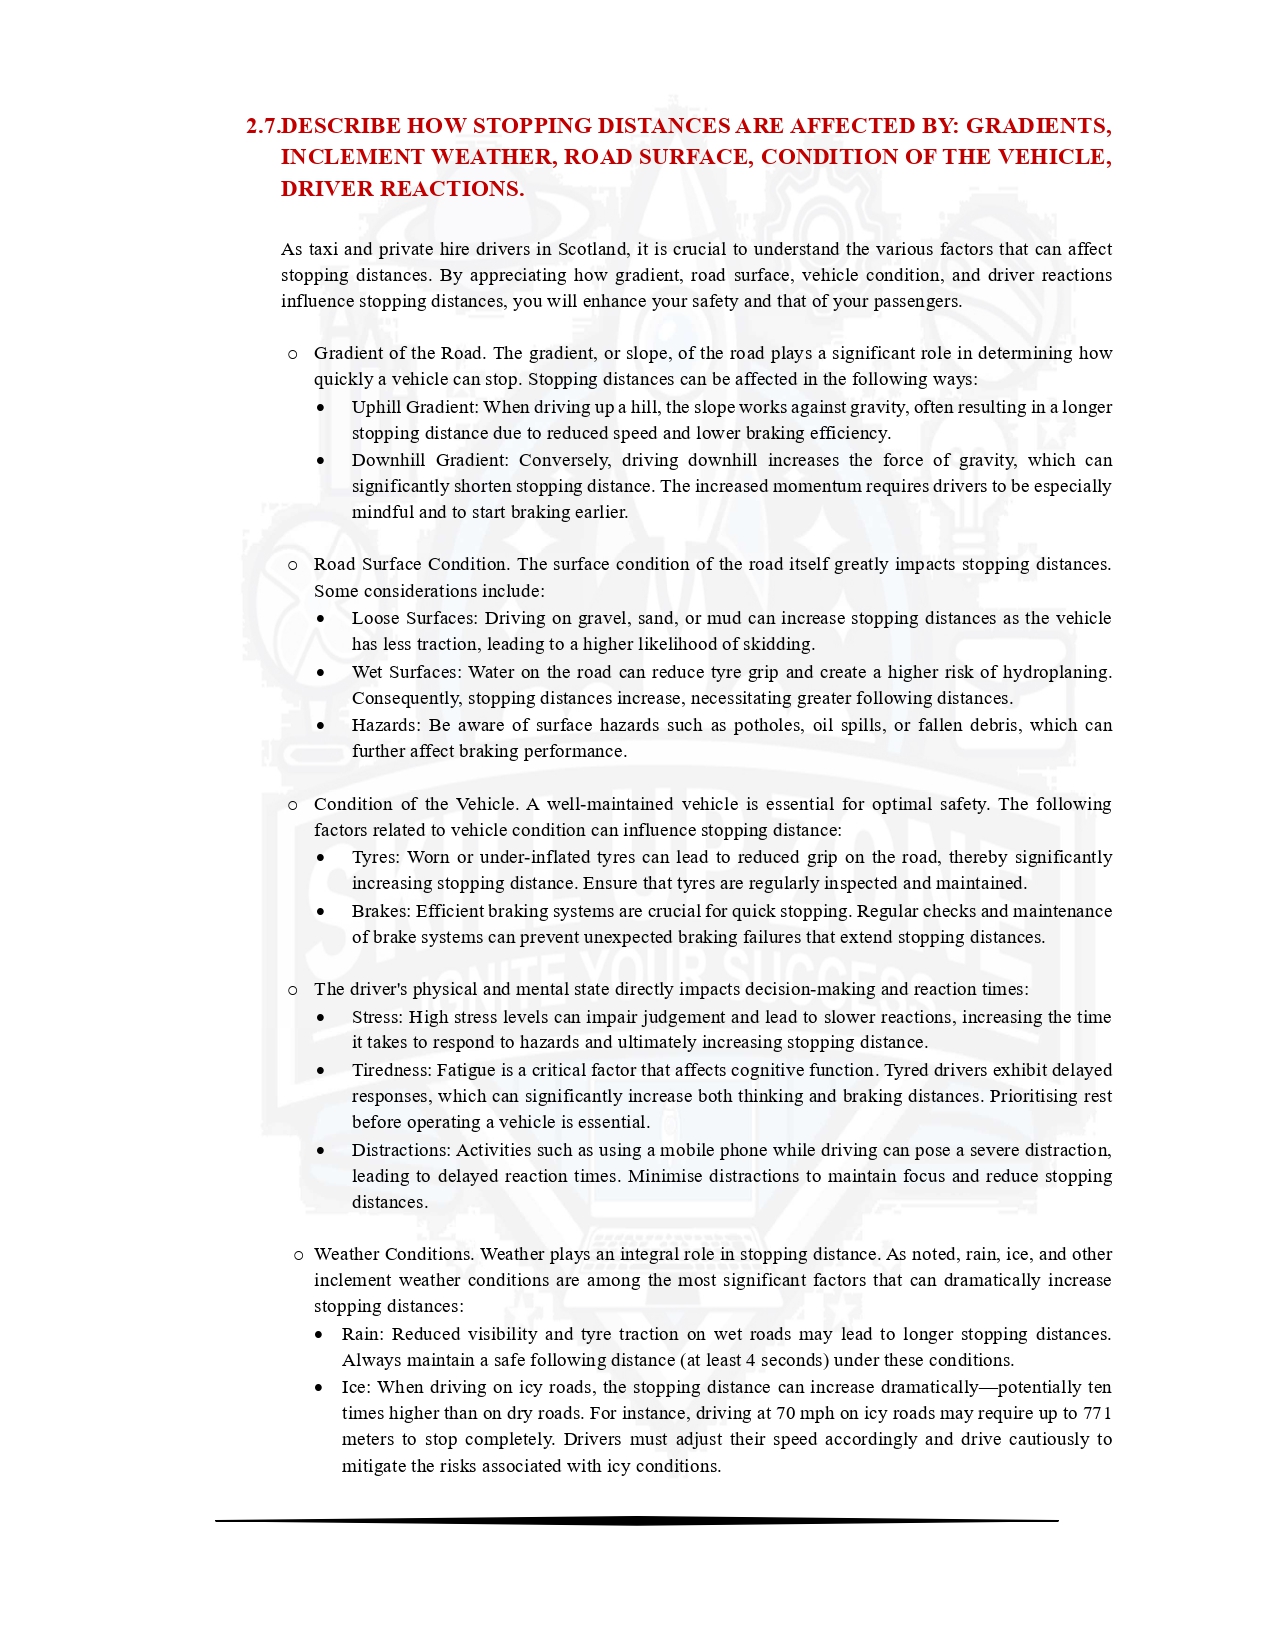 2.7.DESCRIBE HOW STOPPING DISTANCES ARE AFFECTED BY: GRADIENTS,
INCLEMENT WEATHER, ROAD SURFACE, CONDITION OF THE VEHICLE,
DRIVER REACTIONS.
As taxi and private hire drivers in Scotland, it is crucial to understand the various factors that can affect
stopping distances. By appreciating how gradient, road surface, vehicle condition, and driver reactions
influence stopping distances, you will enhance your safety and that of your passengers.
○ Gradient of the Road. The gradient, or slope, of the road plays a significant role in determining how
quickly a vehicle can stop. Stopping distances can be affected in the following ways:
● Uphill Gradient: When driving up a hill, the slope works against gravity, often resulting in a longer
stopping distance due to reduced speed and lower braking efficiency.
● Downhill Gradient: Conversely, driving downhill increases the force of gravity, which can
significantly shorten stopping distance. The increased momentum requires drivers to be especially
mindful and to start braking earlier.
○ Road Surface Condition. The surface condition of the road itself greatly impacts stopping distances.
Some considerations include:
● Loose Surfaces: Driving on gravel, sand, or mud can increase stopping distances as the vehicle
has less traction, leading to a higher likelihood of skidding.
● Wet Surfaces: Water on the road can reduce tyre grip and create a higher risk of hydroplaning.
Consequently, stopping distances increase, necessitating greater following distances.
● Hazards: Be aware of surface hazards such as potholes, oil spills, or fallen debris, which can
further affect braking performance.
○ Condition of the Vehicle. A well-maintained vehicle is essential for optimal safety. The following
factors related to vehicle condition can influence stopping distance:
● Tyres: Worn or under-inflated tyres can lead to reduced grip on the road, thereby significantly
increasing stopping distance. Ensure that tyres are regularly inspected and maintained.
● Brakes: Efficient braking systems are crucial for quick stopping. Regular checks and maintenance
of brake systems can prevent unexpected braking failures that extend stopping distances.
○ The driver's physical and mental state directly impacts decision-making and reaction times:
● Stress: High stress levels can impair judgement and lead to slower reactions, increasing the time
it takes to respond to hazards and ultimately increasing stopping distance.
● Tiredness: Fatigue is a critical factor that affects cognitive function. Tyred drivers exhibit delayed
responses, which can significantly increase both thinking and braking distances. Prioritising rest
before operating a vehicle is essential.
● Distractions: Activities such as using a mobile phone while driving can pose a severe distraction,
leading to delayed reaction times. Minimise distractions to maintain focus and reduce stopping
distances.
○ Weather Conditions. Weather plays an integral role in stopping distance. As noted, rain, ice, and other
inclement weather conditions are among the most significant factors that can dramatically increase
stopping distances:
● Rain: Reduced visibility and tyre traction on wet roads may lead to longer stopping distances.
Always maintain a safe following distance (at least 4 seconds) under these conditions.
● Ice: When driving on icy roads, the stopping distance can increase dramatically—potentially ten
times higher than on dry roads. For instance, driving at 70 mph on icy roads may require up to 771
meters to stop completely. Drivers must adjust their speed accordingly and drive cautiously to
mitigate the risks associated with icy conditions.
SKILL UP ZONE
IGNITE YOUR SUCCESS